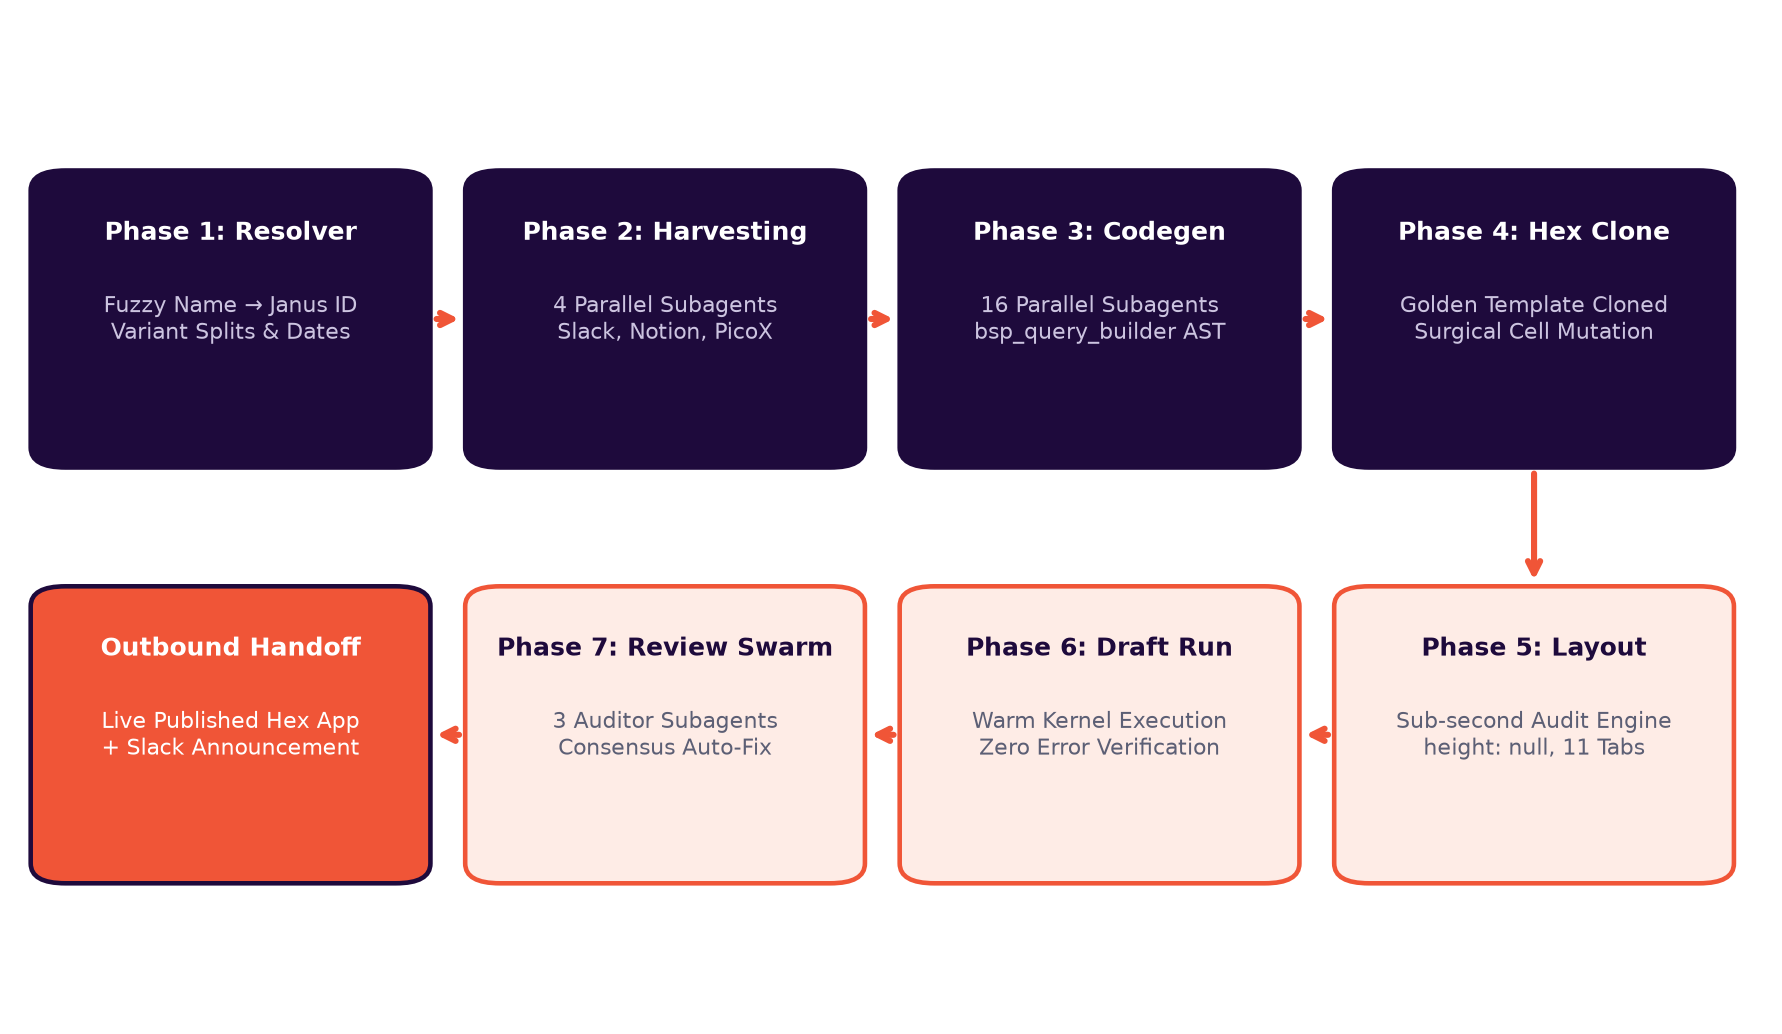 Phase 1: Resolver
Fuzzy Name → Janus ID
Variant Splits & Dates
Phase 2: Harvesting
4 Parallel Subagents
Slack, Notion, PicoX
Phase 3: Codegen
16 Parallel Subagents
bsp_query_builder AST
Phase 4: Hex Clone
Golden Template Cloned
Surgical Cell Mutation
Phase 5: Layout
Sub-second Audit Engine
height: null, 11 Tabs
Phase 6: Draft Run
Warm Kernel Execution
Zero Error Verification
Phase 7: Review Swarm
3 Auditor Subagents
Consensus Auto-Fix
Outbound Handoff
Live Published Hex App
+ Slack Announcement